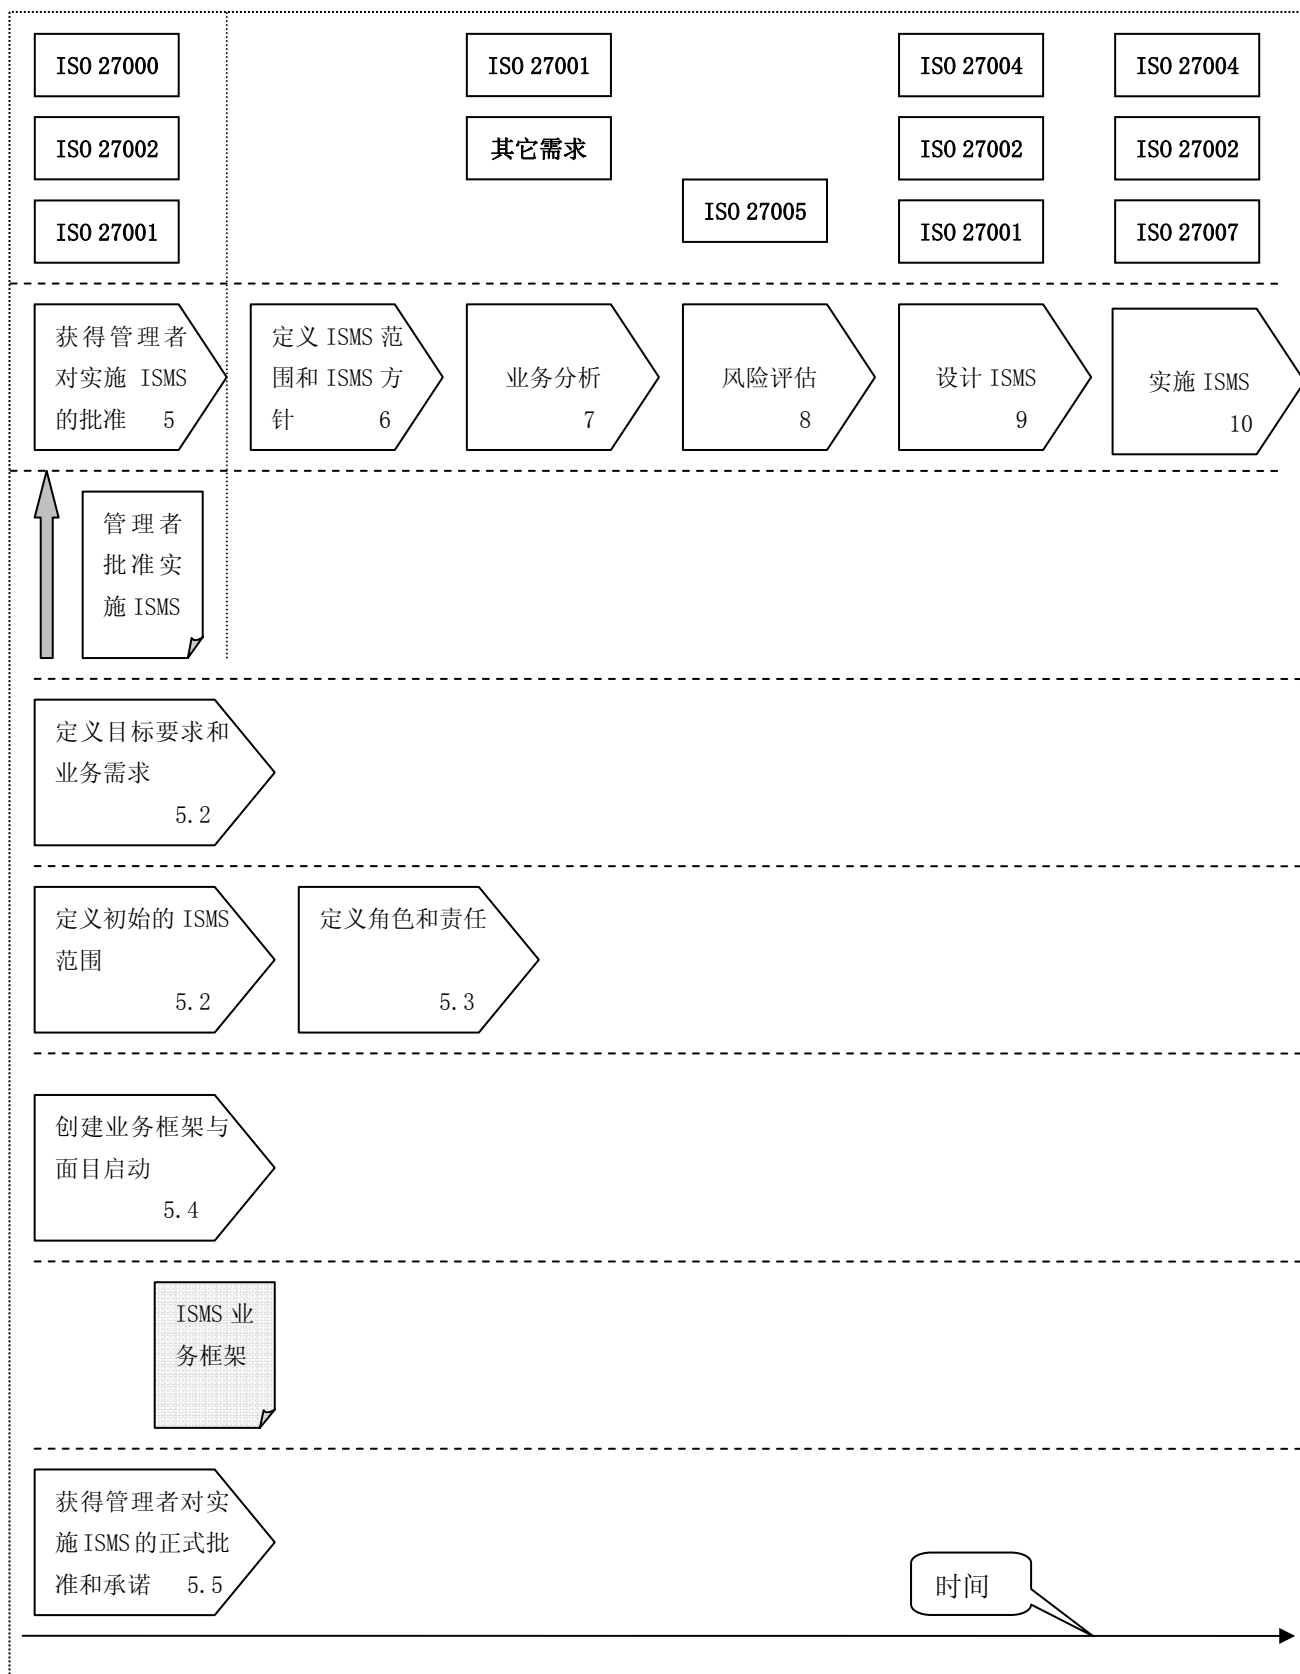 ISO 27000
ISO 27001
ISO 27004
ISO 27004
ISO 27002
其它需求
ISO 27002
ISO 27002
ISO 27005
ISO 27001
ISO 27001
ISO 27007
获得管理者
对实施 ISMS
的批准 5
定义 ISMS 范
围和 ISMS 方
针 6
业务分析
7
风险评估
8
设计 ISMS
9
实施 ISMS
10
管理者
批准实
施 ISMS
定义目标要求和
业务需求
5.2
定义初始的 ISMS
范围
5.2
定义角色和责任
5.3
创建业务框架与
面目启动
5.4
ISMS 业
务框架
获得管理者对实
施 ISMS 的正式批
准和承诺 5.5
时间